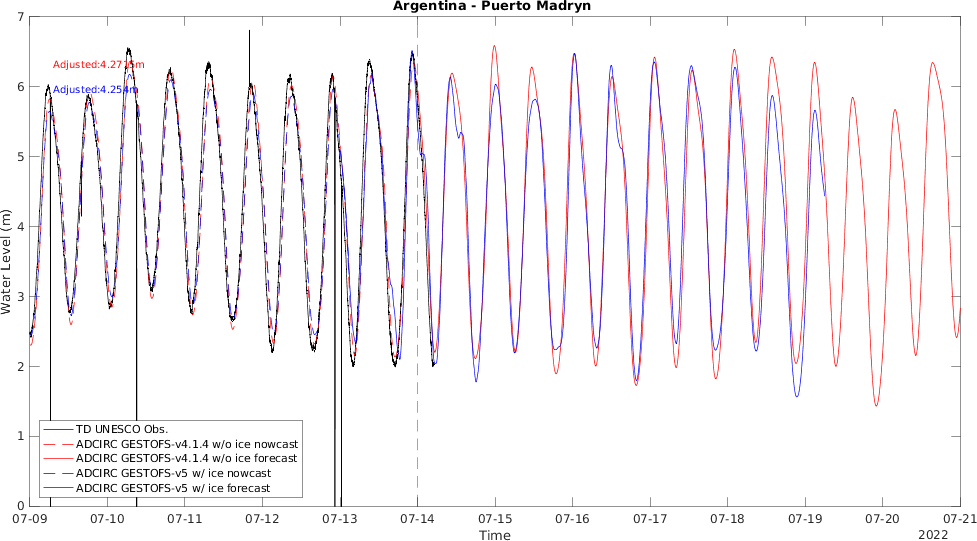 Argentina - Puerto Madryn
7
6
5
4
3
2
1
0
Water Level (m)
Adjusted:4.2715m
Adjusted:4.254m
TD UNESCO Obs.
ADCIRC GESTOFS-v4.1.4 w/o ice nowcast
ADCIRC GESTOFS-v4.1.4 w/o ice forecast
ADCIRC GESTOFS-v5 w/ ice nowcast
ADCIRC GESTOFS-v5 w/ ice forecast
07-09 07-10 07-11 07-12 07-13 07-14 07-15 07-16 07-17 07-18 07-19 07-20 07-21
Time
2022